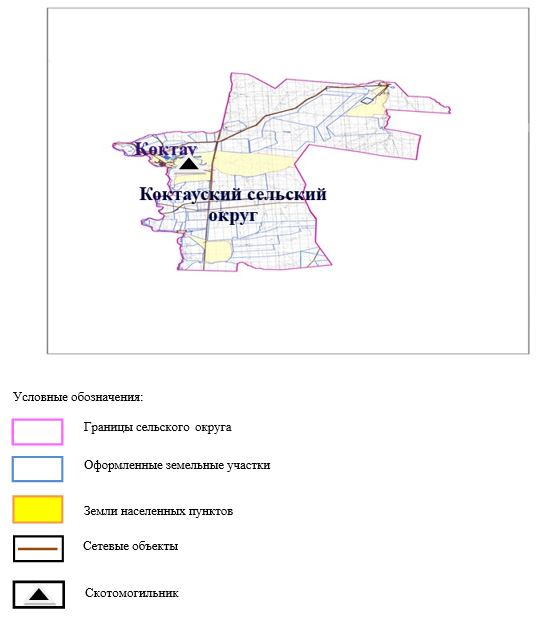 Коктау
Коктауский сельский
округ
Условные обозначения:
Границы сельского округа
Оформленные земельные участки
Земли населенных пунктов
Сетевые объекты
Скотомогильник